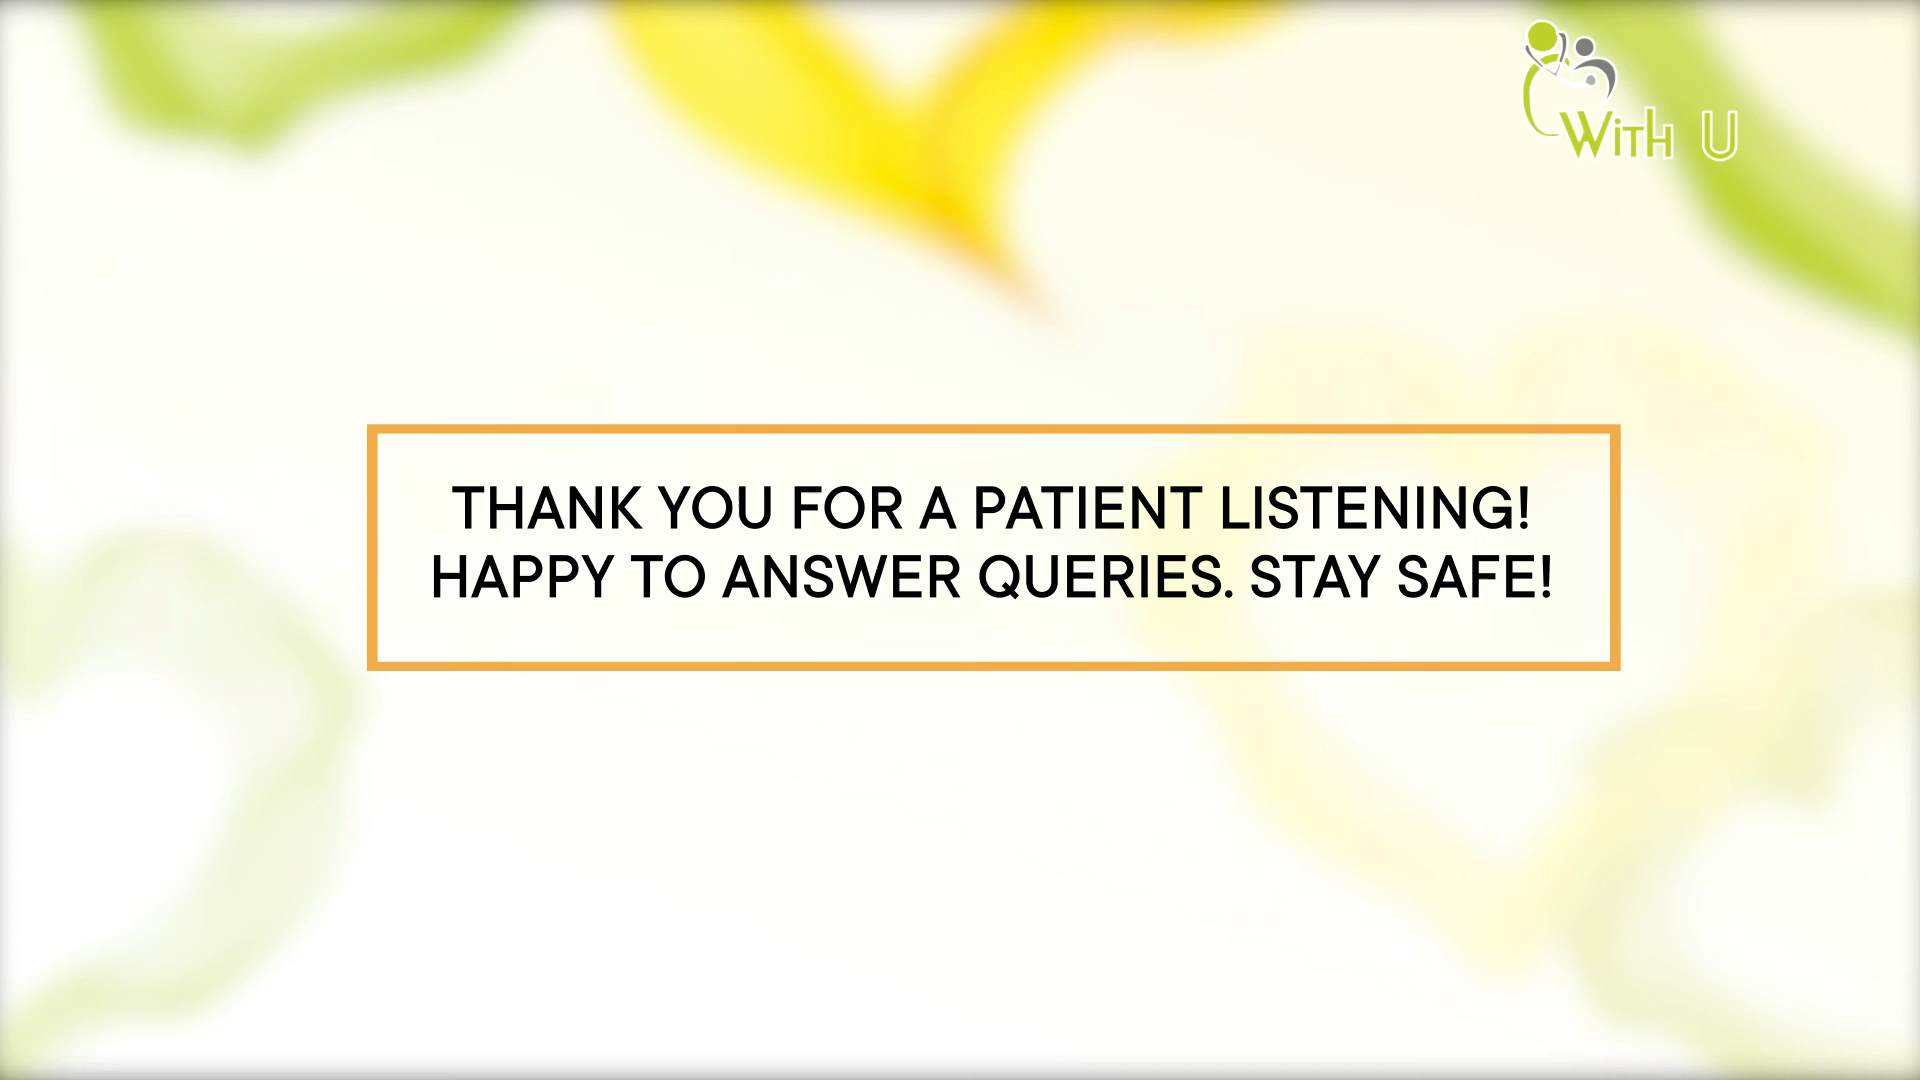 With U
THANK YOU FOR A PATIENT LISTENING!
HAPPY TO ANSWER QUERIES. STAY SAFE!